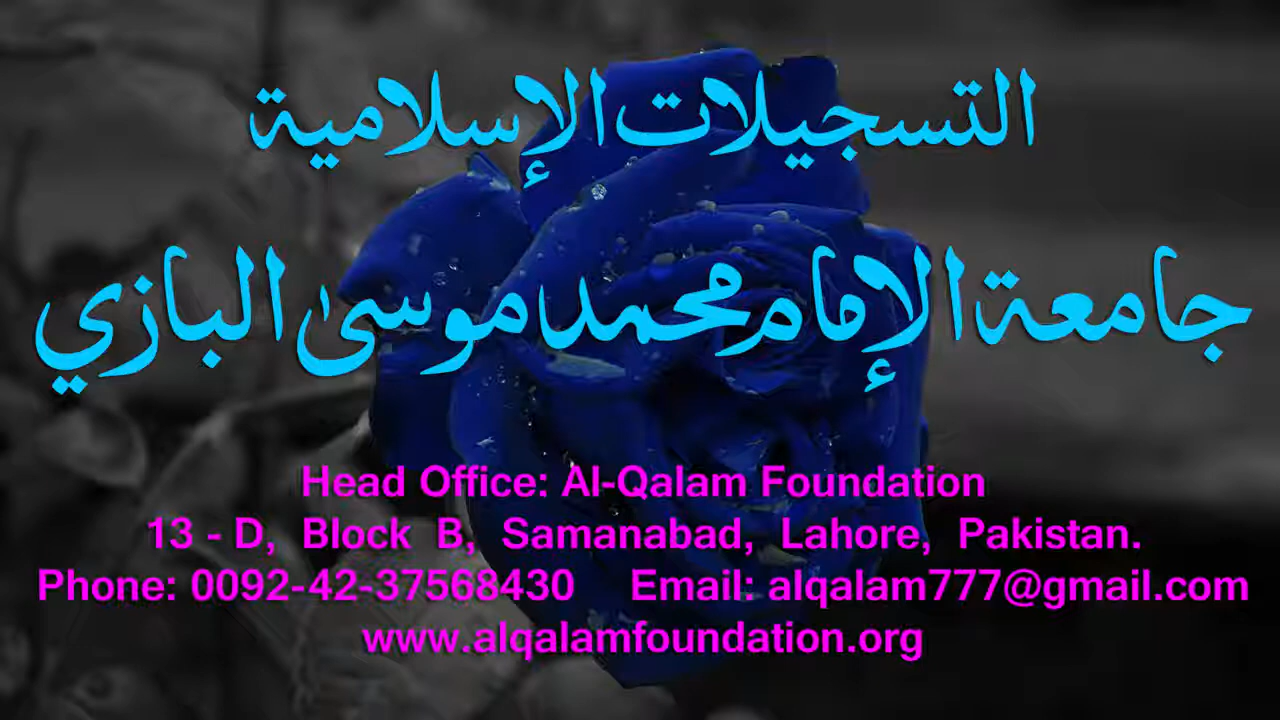 التسجيلات الإسلامية
جامعة الإمام محمد موسىٰ البازي
Head Office: Al-Qalam Foundation
13 - D, Block B, Samanabad, Lahore, Pakistan.
Phone: 0092-42-37568430 Email: alqalam777@gmail.com
www.alqalamfoundation.org